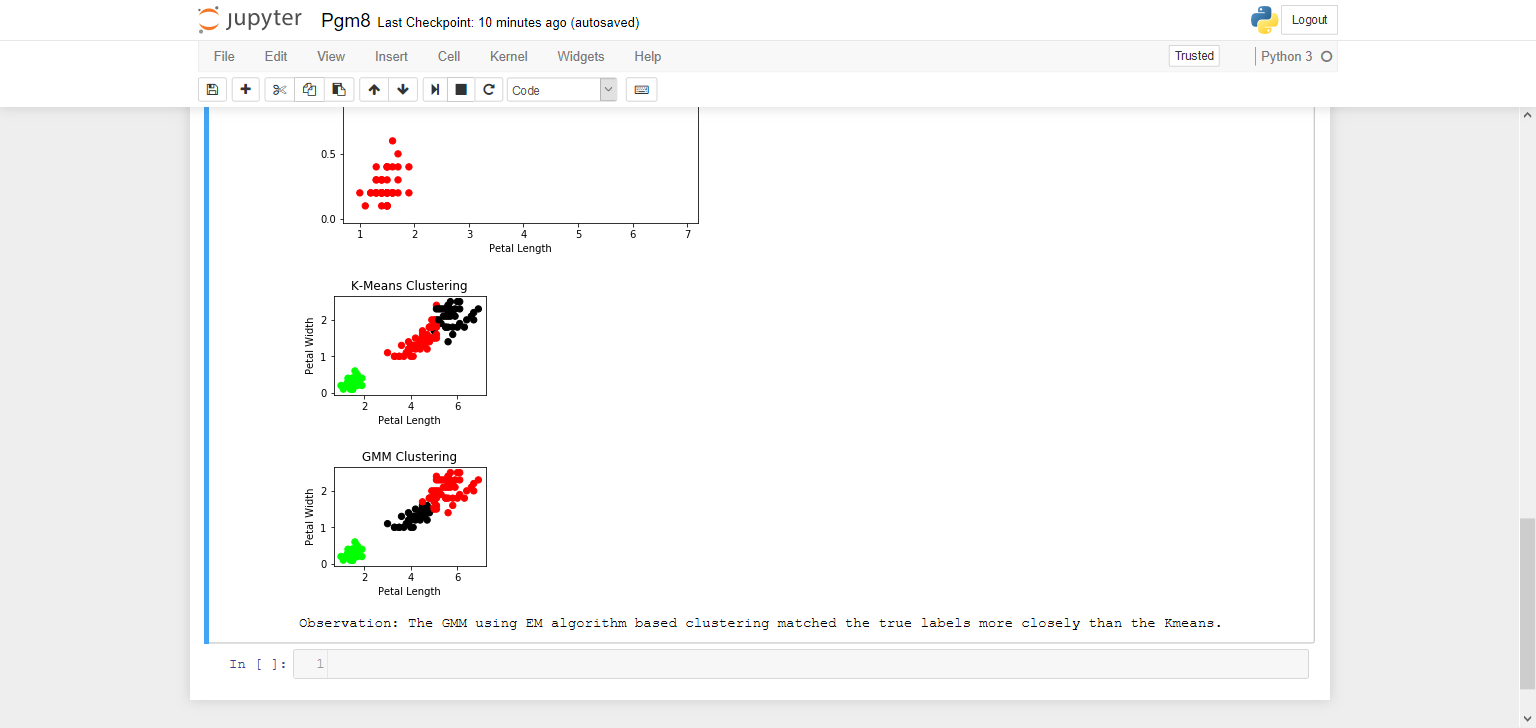 jupyter Pgm8 Last Checkpoint: 10 minutes ago (autosaved) Logout
File Edit View Insert Cell Kernel Widgets Help Trusted Python 3
Code
0.5
0.0
1 2 3 4 5 6 7
Petal Length
K-Means Clustering
Petal Width
2
1
0
2 4 6
Petal Length
GMM Clustering
Petal Width
2
1
0
2 4 6
Petal Length
Observation: The GMM using EM algorithm based clustering matched the true labels more closely than the Kmeans.
In [ ]: 1